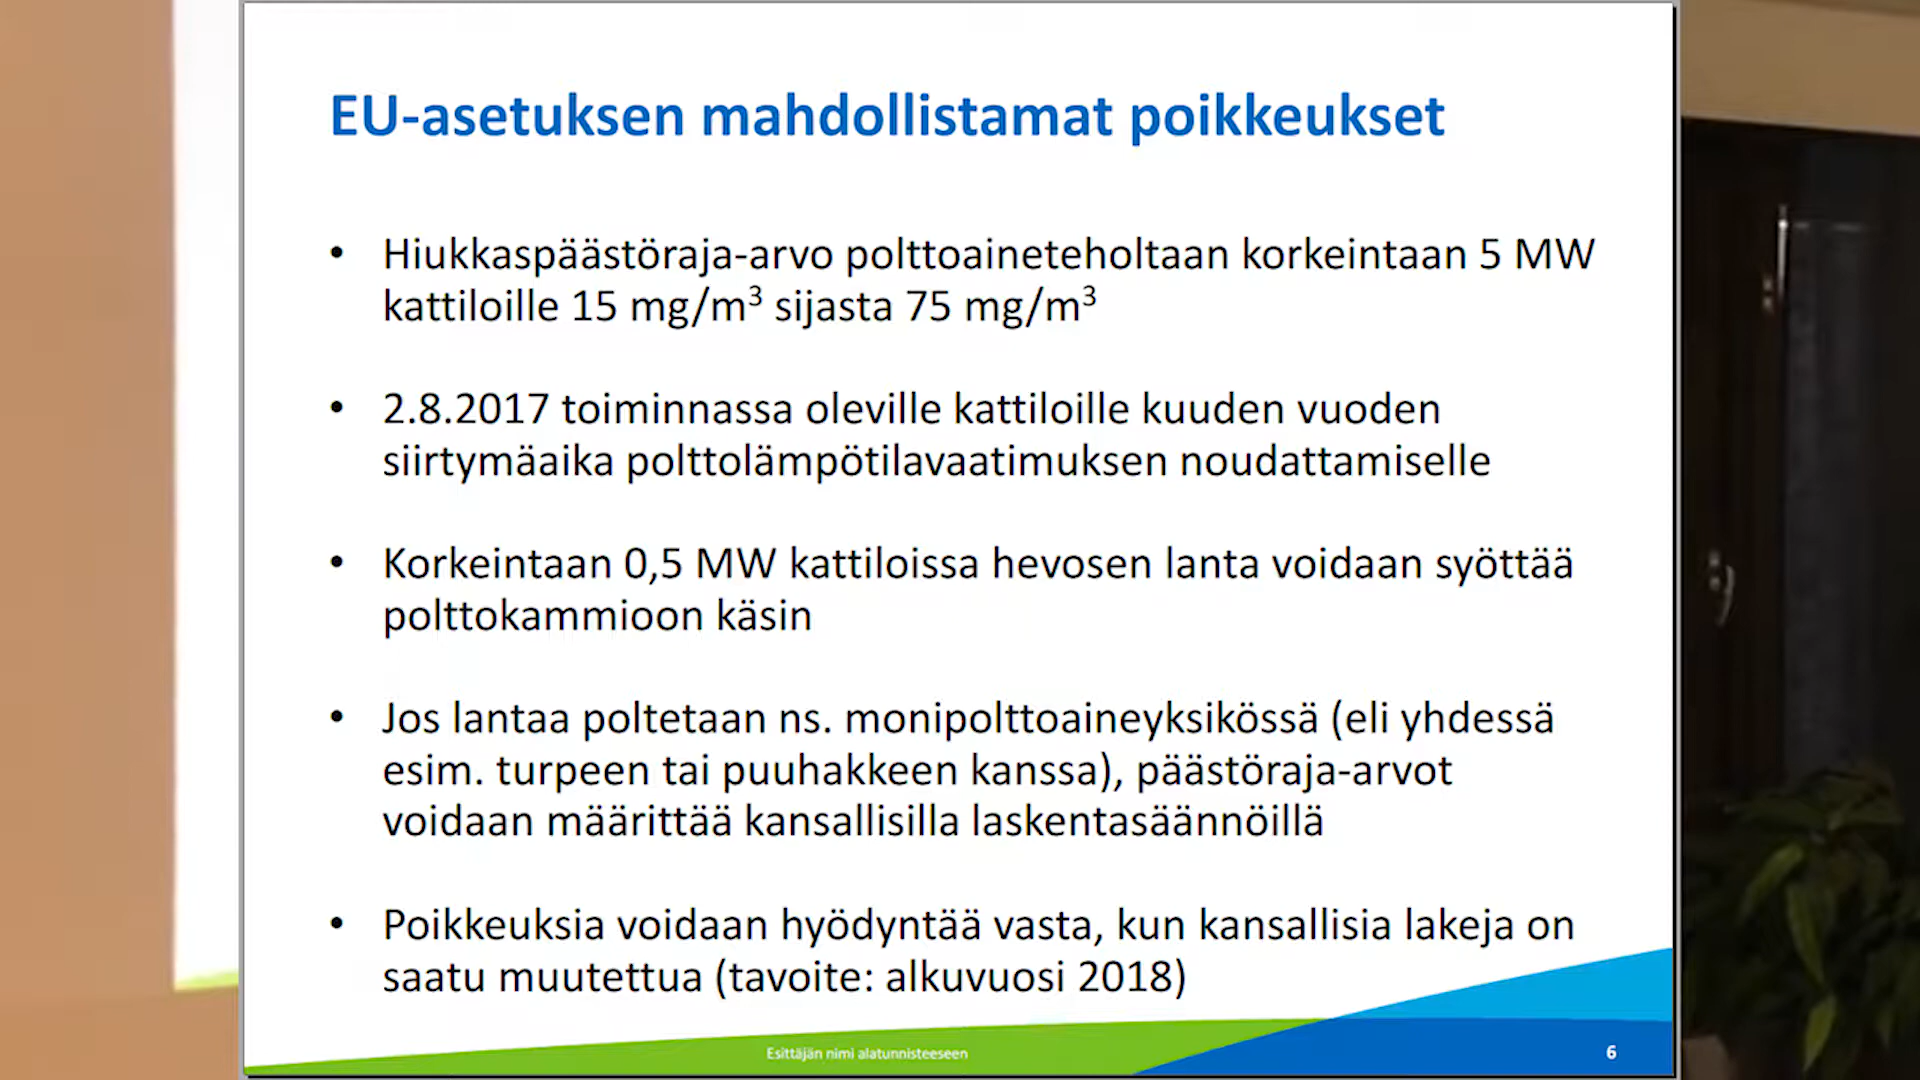 EU-asetuksen mahdollistamat poikkeukset
• Hiukkaspäästöraja-arvo polttoaineteholtaan korkeintaan 5 MW
kattiloille 15 mg/m³ sijasta 75 mg/m³
• 2.8.2017 toiminnassa oleville kattiloille kuuden vuoden
siirtymäaika polttolämpötilavaatimuksen noudattamiselle
• Korkeintaan 0,5 MW kattiloissa hevosen lanta voidaan syöttää
polttokammioon käsin
• Jos lantaa poltetaan ns. monipolttoaineyksikössä (eli yhdessä
esim. turpeen tai puuhakkeen kanssa), päästöraja-arvot
voidaan määrittää kansallisilla laskentasäännöillä
• Poikkeuksia voidaan hyödyntää vasta, kun kansallisia lakeja on
saatu muutettua (tavoite: alkuvuosi 2018)
Esittäjän nimi alatunnisteeseen
6